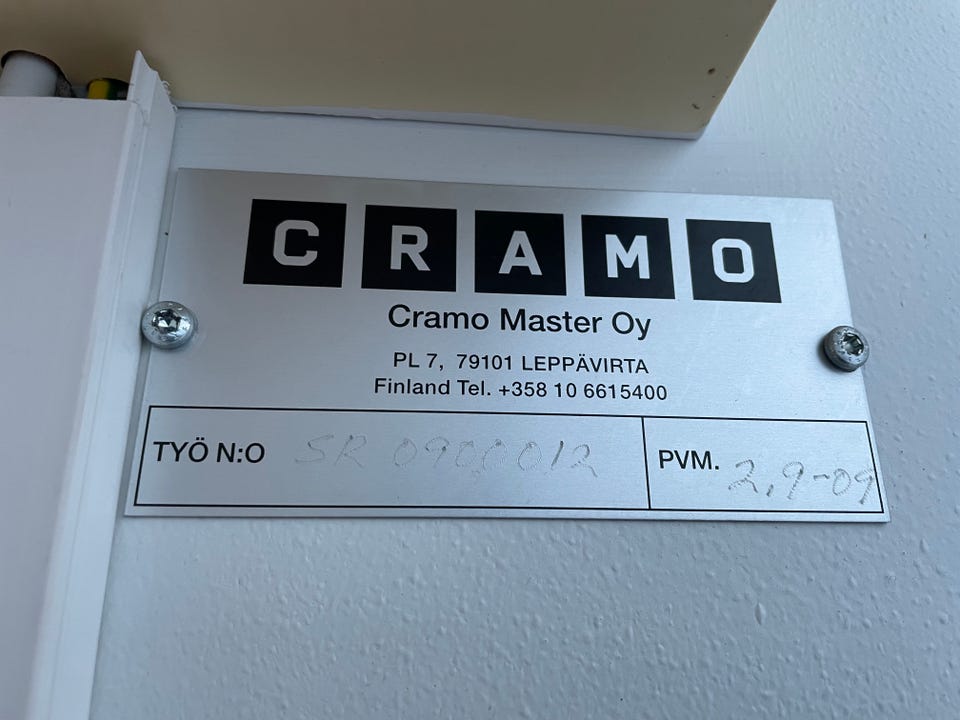 CRAMO
Cramo Master Oy
PL 7, 79101 LEPPÄVIRTA
Finland Tel. +358 10 6615400
TYÖ N:O SR 0900012 PVM. 2,9-09